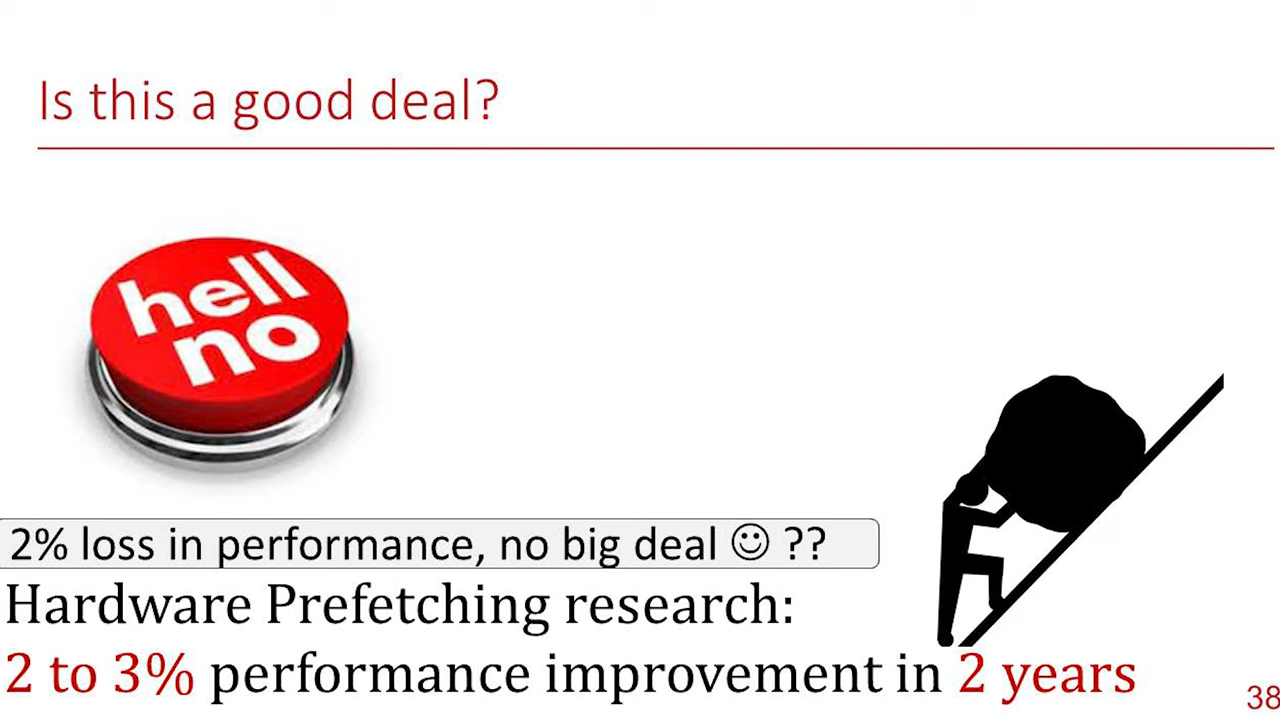 Is this a good deal?
hell
no
2% loss in performance, no big deal ☺ ??
Hardware Prefetching research:
2 to 3% performance improvement in 2 years
38